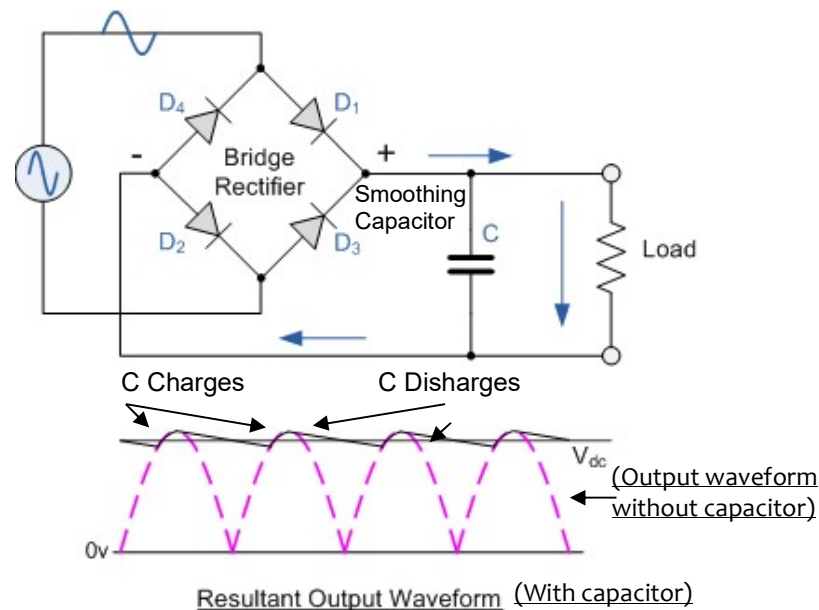 D4
D1
-
+
Bridge
Rectifier
Smoothing
Capacitor
D2
D3
C
Load
C Charges
C Disharges
Vdc
(Output waveform
without capacitor)
0v
Resultant Output Waveform (With capacitor)